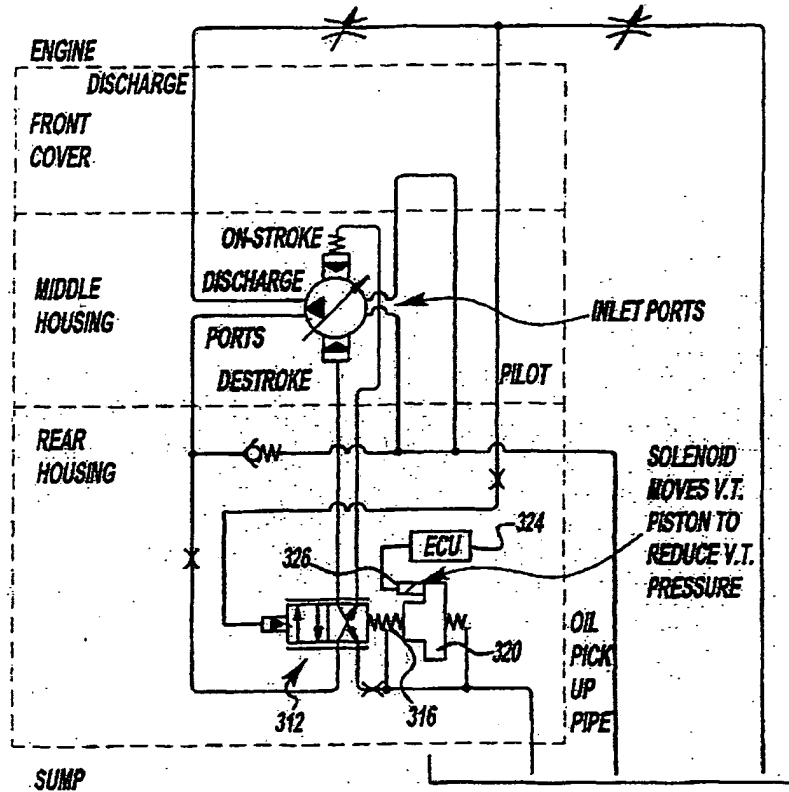 ENGINE
DISCHARGE
FRONT
COVER
ON-STROKE
MIDDLE
HOUSING
DISCHARGE
PORTS
INLET PORTS
DESTROKE
PILOT
REAR
HOUSING
SOLENOID
MOVES V.T.
PISTON TO
REDUCE V.T.
PRESSURE
324
ECU
326
OIL
PICK
UP
PIPE
320
312
316
SUMP